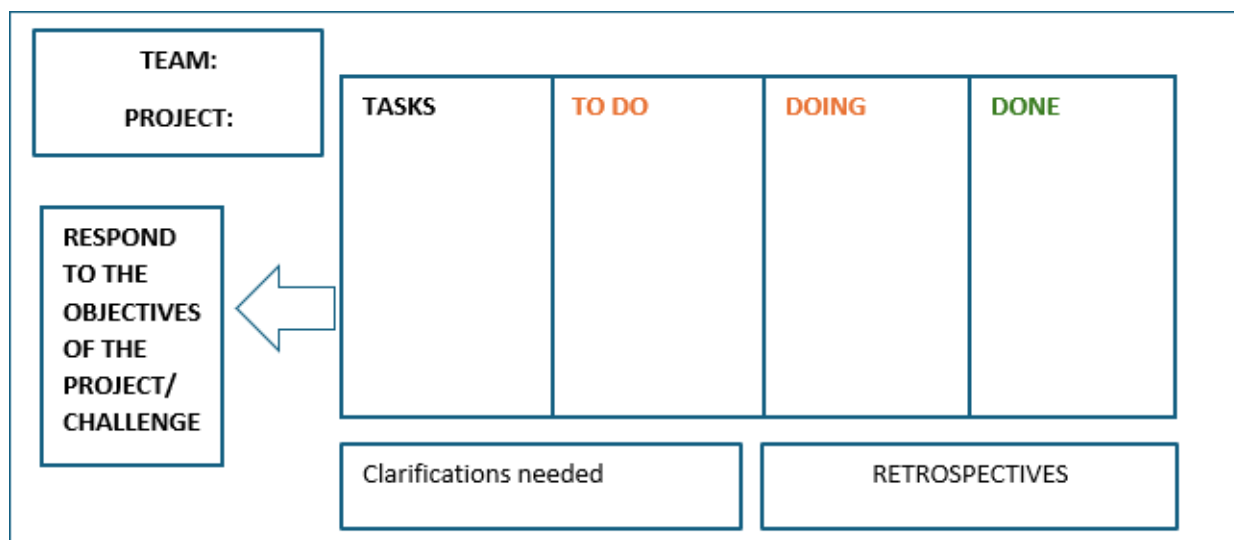 TEAM:
PROJECT:
TASKS
TO DO
DOING
DONE
RESPOND
TO THE
OBJECTIVES
OF THE
PROJECT/
CHALLENGE
Clarifications needed
RETROSPECTIVES